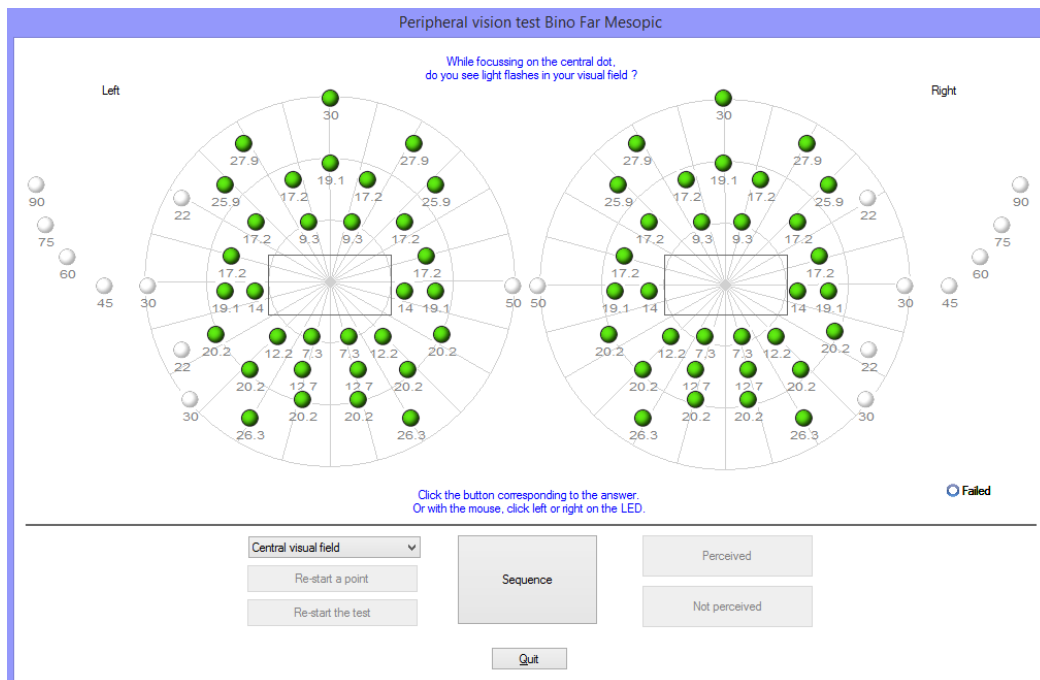 Peripheral vision test Bino Far Mesopic
While focussing on the central dot,
do you see light flashes in your visual field ?
Left Right
30 30
27.9 27.9 27.9 27.9
19.1 19.1
17.2 17.2 17.2 17.2
90 25.9 25.9 25.9 25.9 90
22 22
75 17.2 9.3 9.3 17.2 17.2 9.3 9.3 17.2 75
60 17.2 17.2 17.2 17.2 60
45 30 19.1 14 14 19.1 50 50 19.1 14 14 19.1 30 45
20.2 12.2 7.3 7.3 12.2 20.2 20.2 12.2 7.3 7.3 12.2 20.2
22 22
20.2 12.7 12.7 20.2 20.2 12.7 12.7 20.2
30 20.2 20.2 20.2 20.2 30
26.3 26.3 26.3 26.3
Failed
Click the button corresponding to the answer.
Or with the mouse, click left or right on the LED.
Central visual field
Re-start a point
Re-start the test
Sequence
Perceived
Not perceived
Quit